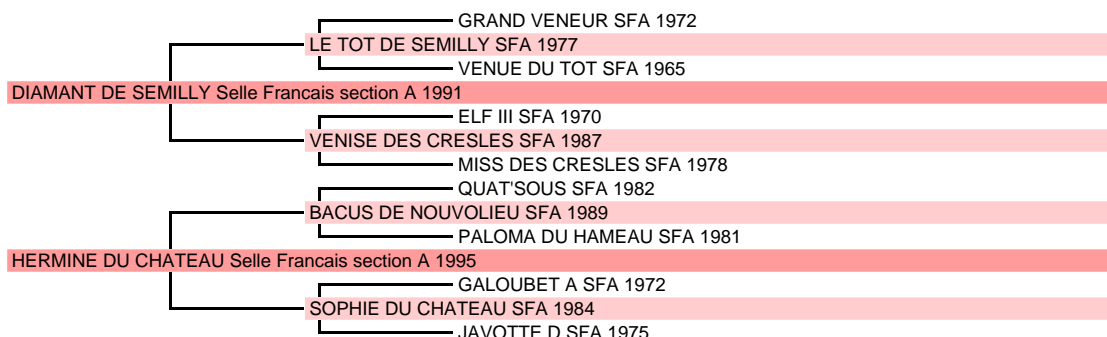 GRAND VENEUR SFA 1972
LE TOT DE SEMILLY SFA 1977
VENUE DU TOT SFA 1965
DIAMANT DE SEMILLY Selle Francais section A 1991
ELF III SFA 1970
VENISE DES CRESLES SFA 1987
MISS DES CRESLES SFA 1978
QUAT'SOUS SFA 1982
BACUS DE NOUVOLIEU SFA 1989
PALOMA DU HAMEAU SFA 1981
HERMINE DU CHATEAU Selle Francais section A 1995
GALOUBET A SFA 1972
SOPHIE DU CHATEAU SFA 1984
JAVOTTE D SFA 1975